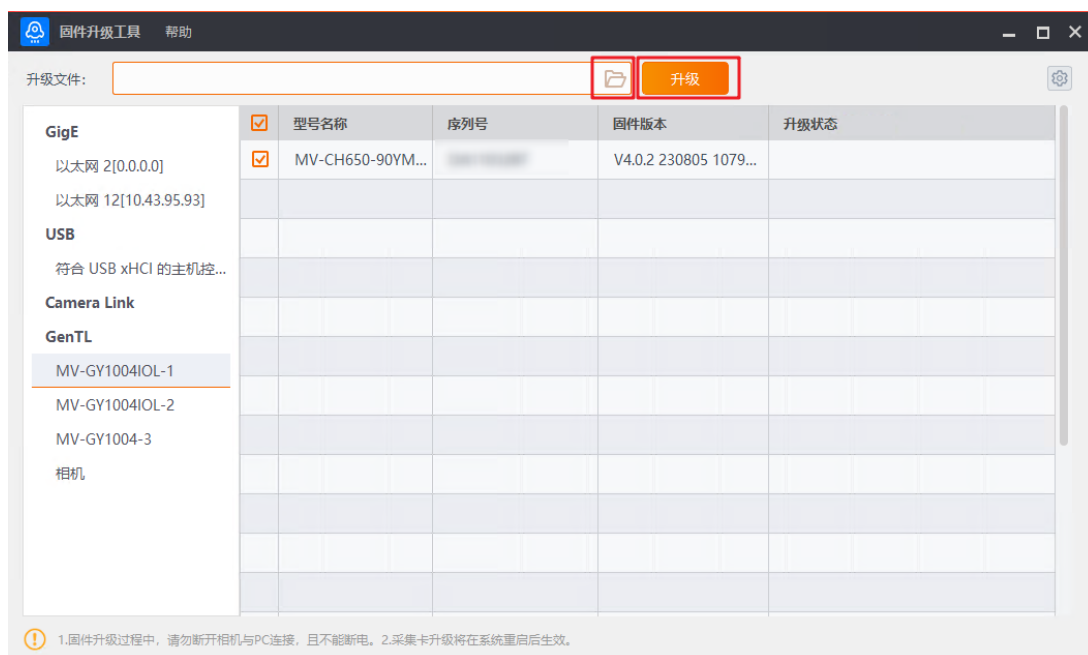 固件升级工具 帮助
升级文件: 升级
GigE
以太网 2[0.0.0.0]
以太网 12[10.43.95.93]
USB
符合 USB xHCI 的主机控...
Camera Link
GenTL
MV-GY1004IOL-1
MV-GY1004IOL-2
MV-GY1004-3
相机
型号名称 序列号 固件版本 升级状态
MV-CH650-90YM... V4.0.2 230805 1079...
1.固件升级过程中，请勿断开相机与PC连接，且不能断电。2.采集卡升级将在系统重启后生效。